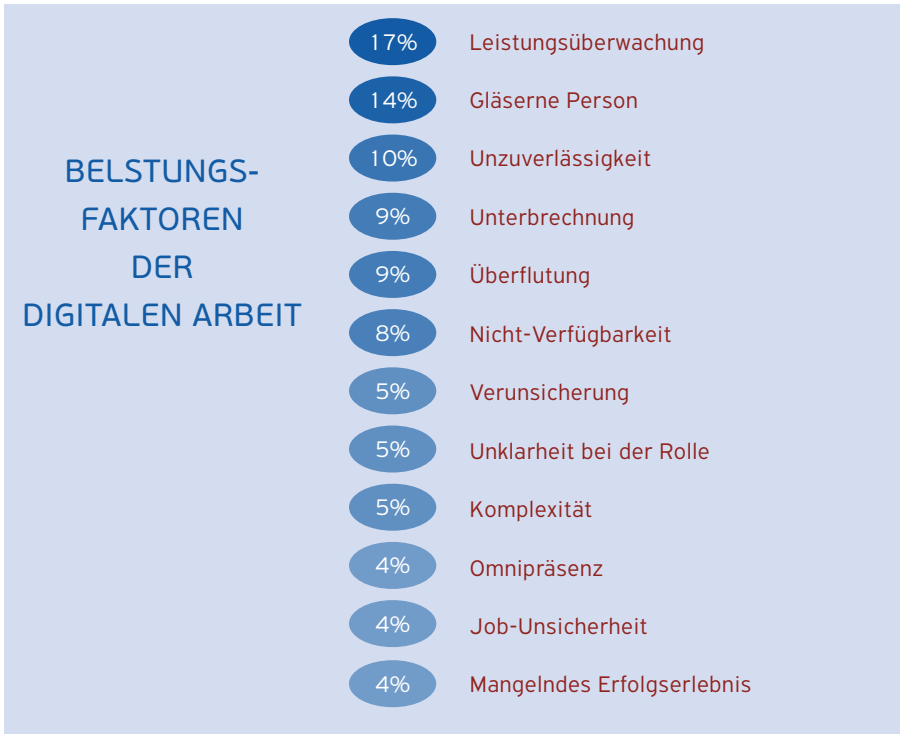 BELSTUNGS-
FAKTOREN
DER
DIGITALEN ARBEIT
17% Leistungsüberwachung
14% Gläserne Person
10% Unzuverlässigkeit
9% Unterbrechnung
9% Überflutung
8% Nicht-Verfügbarkeit
5% Verunsicherung
5% Unklarheit bei der Rolle
5% Komplexität
4% Omnipräsenz
4% Job-Unsicherheit
4% Mangelndes Erfolgserlebnis